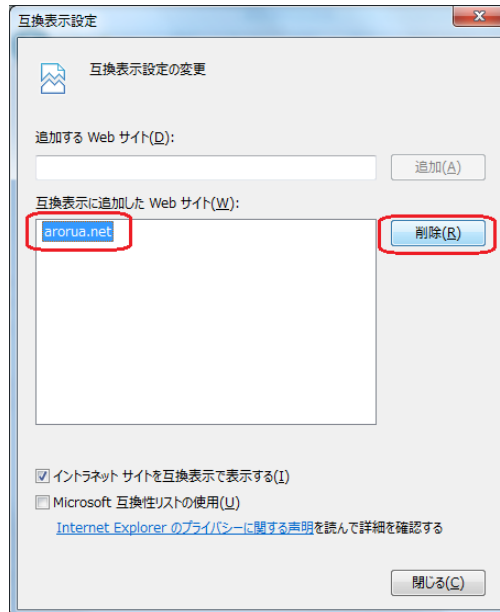 互換表示設定
互換表示設定の変更
追加する Web サイト(D):
追加(A)
互換表示に追加した Web サイト(W):
arorua.net
削除(R)
イントラネット サイトを互換表示で表示する(I)
Microsoft 互換性リストの使用(U)
Internet Explorer のプライバシーに関する声明を読んで詳細を確認する
閉じる(C)